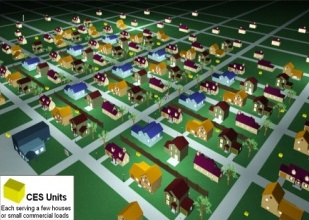 CES Units
Each serving a few houses
or small commercial loads